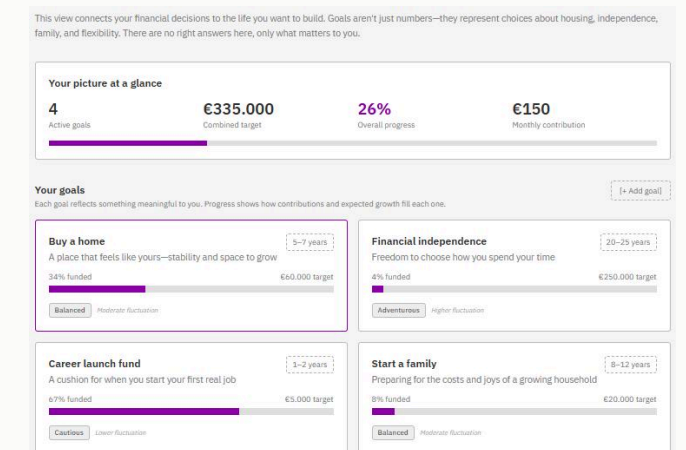 This view connects your financial decisions to the life you want to build. Goals aren't just numbers—they represent choices about housing, independence,
family, and flexibility. There are no right answers here, only what matters to you.
Your picture at a glance
4
Active goals
€335.000
Combined target
26%
Overall progress
€150
Monthly contribution
Your goals
[+ Add goal]
Each goal reflects something meaningful to you. Progress shows how contributions and expected growth fill each one.
Buy a home
5–7 years
A place that feels like yours—stability and space to grow
34% funded
€60.000 target
Balanced
Moderate fluctuation
Financial independence
20–25 years
Freedom to choose how you spend your time
4% funded
€250.000 target
Adventurous
Higher fluctuation
Career launch fund
1–2 years
A cushion for when you start your first real job
67% funded
€5.000 target
Cautious
Lower fluctuation
Start a family
8–12 years
Preparing for the costs and joys of a growing household
8% funded
€20.000 target
Balanced
Moderate fluctuation